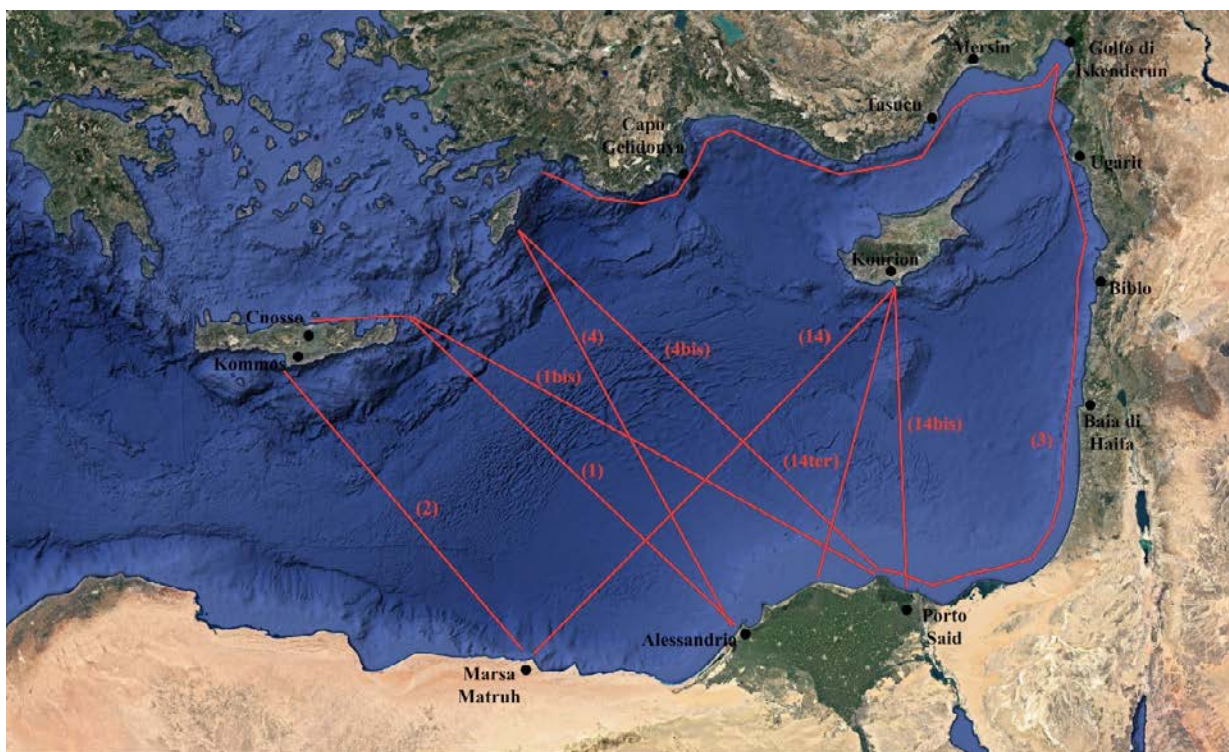 Mersin
Golfo di
Iskenderun
Tasucu
Capo
Gelidonya
Ugarit
Kourion
Biblo
Cnosso
Kommos
(4)
(4bis)
(14)
(1bis)
(14bis)
Baia di
Haifa
(3)
(14ter)
(1)
(2)
Alessandria
Porto
Said
Marsa
Matruh